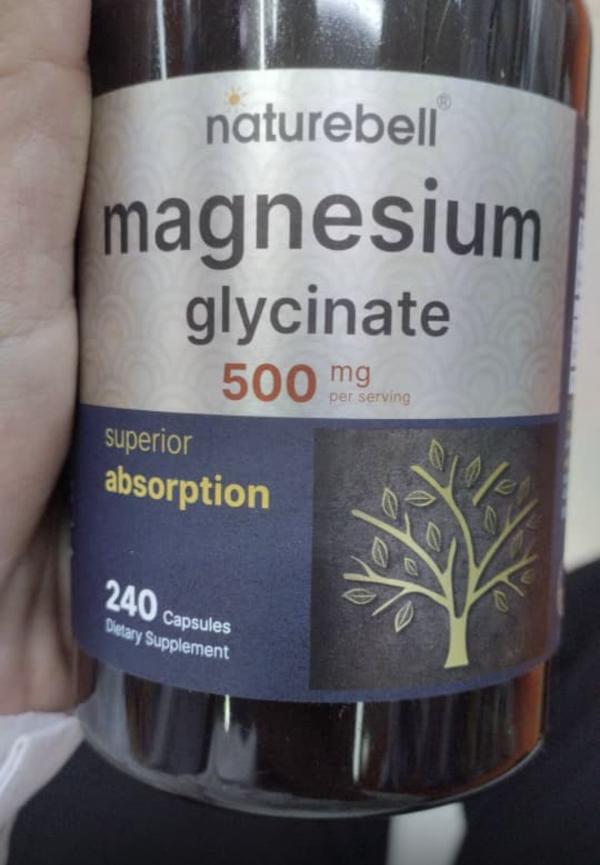 naturebell®
magnesium
glycinate
500 mg
per serving
superior
absorption
240 Capsules
Dietary Supplement